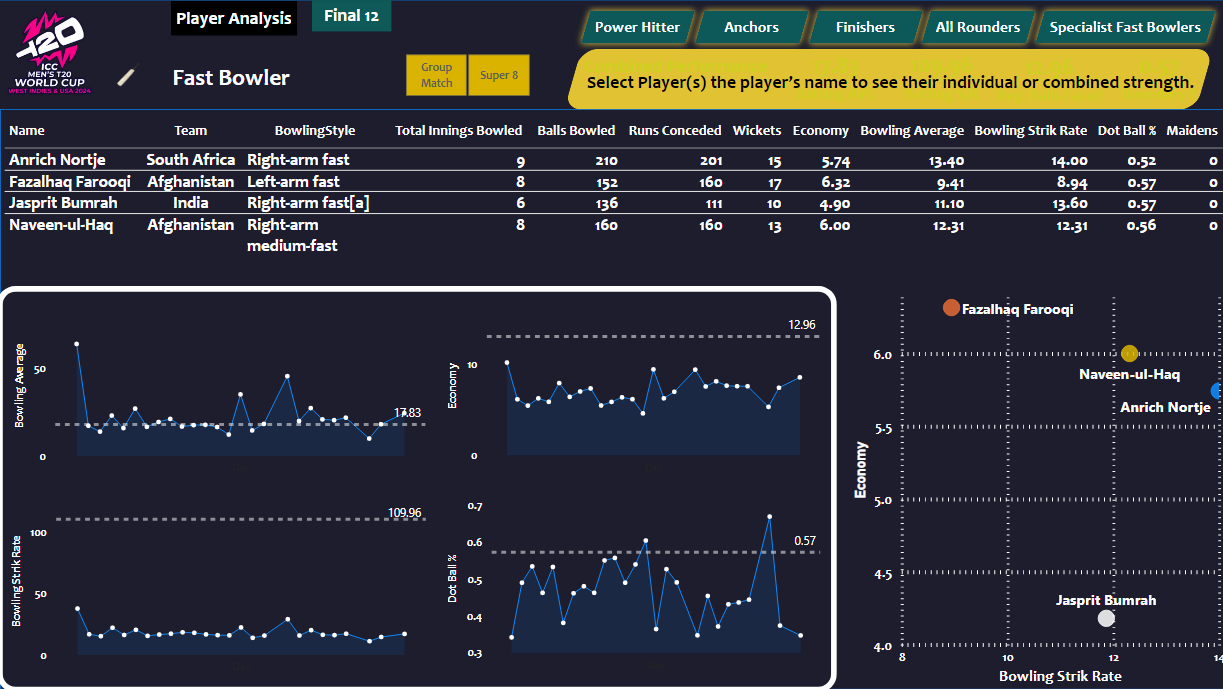 T20
ICC
MEN'S T20
WORLD CUP
WEST INDIES & USA 2024
Player Analysis
Final 12
Fast Bowler
Group
Match
Super 8
Power Hitter
Anchors
Finishers
All Rounders
Specialist Fast Bowlers
Select Player(s) the player's name to see their individual or combined strength.
Name Team BowlingStyle Total Innings Bowled Balls Bowled Runs Conceded Wickets Economy Bowling Average Bowling Strik Rate Dot Ball % Maidens
Anrich Nortje South Africa Right-arm fast 9 210 201 15 5.74 13.40 14.00 0.52 0
Fazalhaq Farooqi Afghanistan Left-arm fast 8 152 160 17 6.32 9.41 8.94 0.57 0
Jasprit Bumrah India Right-arm fast[a] 6 136 111 10 4.90 11.10 13.60 0.57 0
Naveen-ul-Haq Afghanistan Right-arm 8 160 160 13 6.00 12.31 12.31 0.56 0
medium-fast
Bowling Average
50
0
17.83
Economy
10
0
12.96
Bowling Strik Rate
100
50
0
109.96
Dot Ball %
0.7
0.6
0.5
0.4
0.3
0.57
Economy
6.0
5.5
5.0
4.5
4.0
Fazalhaq Farooqi
Naveen-ul-Haq
Anrich Nortje
Jasprit Bumrah
8 10 12 14
Bowling Strik Rate